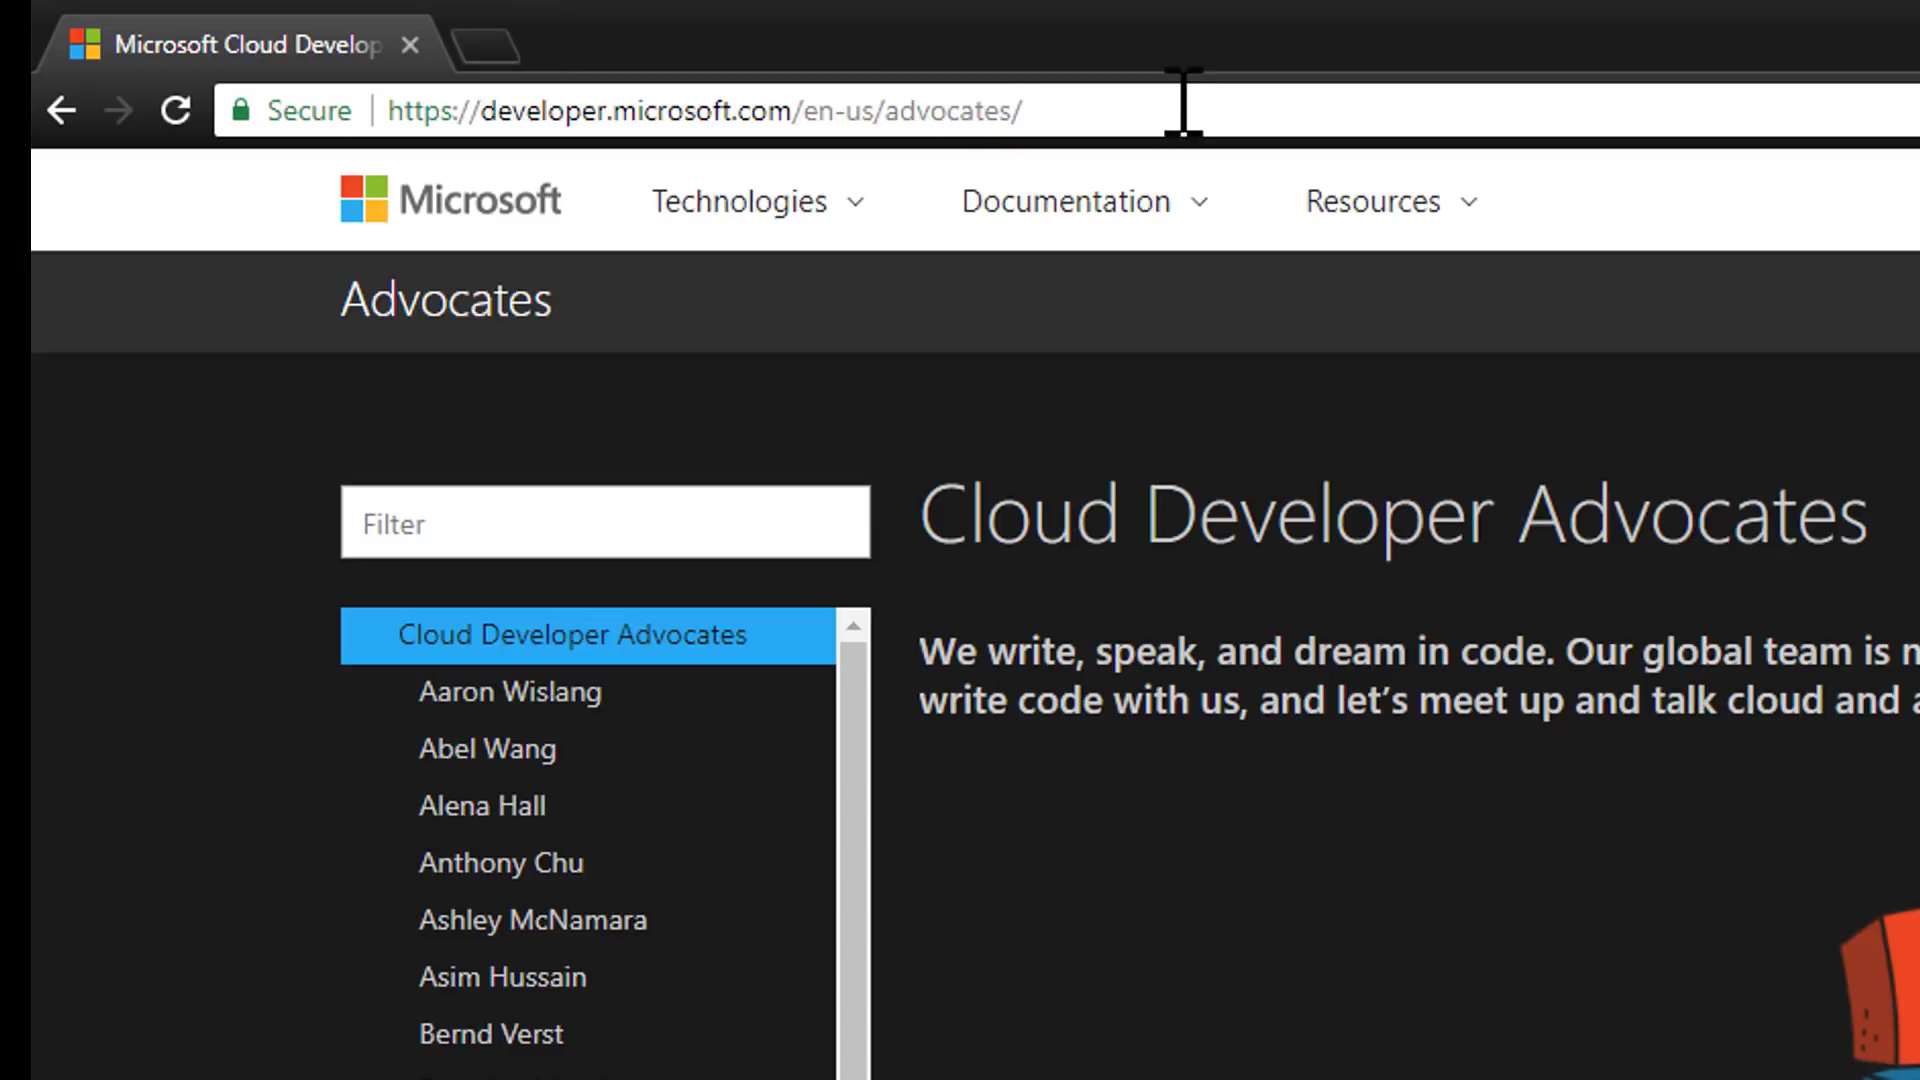 Microsoft Cloud Develop
Secure https://developer.microsoft.com/en-us/advocates/
Microsoft Technologies Documentation Resources
Advocates
Filter
Cloud Developer Advocates
Cloud Developer Advocates
Aaron Wislang
Abel Wang
Alena Hall
Anthony Chu
Ashley McNamara
Asim Hussain
Bernd Verst
We write, speak, and dream in code. Our global team is
write code with us, and let's meet up and talk cloud and